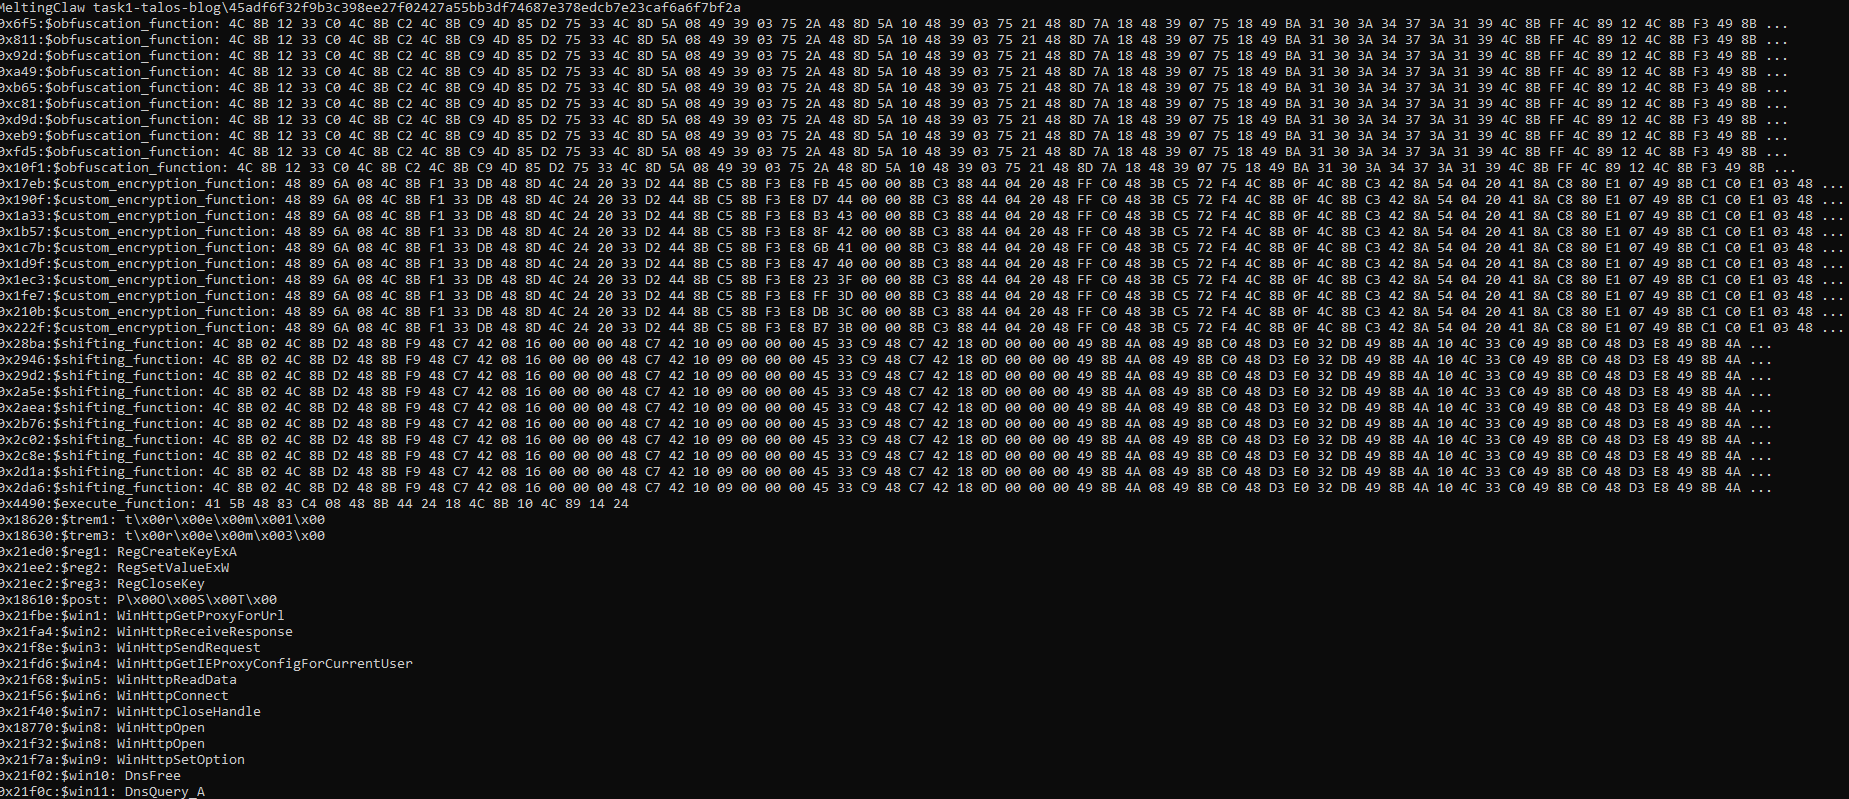 MeltingClaw task1-talos-blog\45adf6f32f9b3c398ee27f02427a55bb3df74687e378edcb7e23caf6a6f7bf2a
0x6f5:$obfuscation_function: 4C 8B 12 33 C0 4C 8B C2 4C 8B C9 4D 85 D2 75 33 4C 8D 5A 08 49 39 03 75 2A 48 8D 5A 10 48 39 03 75 21 48 8D 7A 18 48 39 07 75 18 49 BA 31 30 3A 34 37 3A 31 39 4C 8B FF 4C 89 12 4C 8B F3 49 8B ...
0x811:$obfuscation_function: 4C 8B 12 33 C0 4C 8B C2 4C 8B C9 4D 85 D2 75 33 4C 8D 5A 08 49 39 03 75 2A 48 8D 5A 10 48 39 03 75 21 48 8D 7A 18 48 39 07 75 18 49 BA 31 30 3A 34 37 3A 31 39 4C 8B FF 4C 89 12 4C 8B F3 49 8B ...
0x92d:$obfuscation_function: 4C 8B 12 33 C0 4C 8B C2 4C 8B C9 4D 85 D2 75 33 4C 8D 5A 08 49 39 03 75 2A 48 8D 5A 10 48 39 03 75 21 48 8D 7A 18 48 39 07 75 18 49 BA 31 30 3A 34 37 3A 31 39 4C 8B FF 4C 89 12 4C 8B F3 49 8B ...
0xa49:$obfuscation_function: 4C 8B 12 33 C0 4C 8B C2 4C 8B C9 4D 85 D2 75 33 4C 8D 5A 08 49 39 03 75 2A 48 8D 5A 10 48 39 03 75 21 48 8D 7A 18 48 39 07 75 18 49 BA 31 30 3A 34 37 3A 31 39 4C 8B FF 4C 89 12 4C 8B F3 49 8B ...
0xb65:$obfuscation_function: 4C 8B 12 33 C0 4C 8B C2 4C 8B C9 4D 85 D2 75 33 4C 8D 5A 08 49 39 03 75 2A 48 8D 5A 10 48 39 03 75 21 48 8D 7A 18 48 39 07 75 18 49 BA 31 30 3A 34 37 3A 31 39 4C 8B FF 4C 89 12 4C 8B F3 49 8B ...
0xc81:$obfuscation_function: 4C 8B 12 33 C0 4C 8B C2 4C 8B C9 4D 85 D2 75 33 4C 8D 5A 08 49 39 03 75 2A 48 8D 5A 10 48 39 03 75 21 48 8D 7A 18 48 39 07 75 18 49 BA 31 30 3A 34 37 3A 31 39 4C 8B FF 4C 89 12 4C 8B F3 49 8B ...
0xd9d:$obfuscation_function: 4C 8B 12 33 C0 4C 8B C2 4C 8B C9 4D 85 D2 75 33 4C 8D 5A 08 49 39 03 75 2A 48 8D 5A 10 48 39 03 75 21 48 8D 7A 18 48 39 07 75 18 49 BA 31 30 3A 34 37 3A 31 39 4C 8B FF 4C 89 12 4C 8B F3 49 8B ...
0xeb9:$obfuscation_function: 4C 8B 12 33 C0 4C 8B C2 4C 8B C9 4D 85 D2 75 33 4C 8D 5A 08 49 39 03 75 2A 48 8D 5A 10 48 39 03 75 21 48 8D 7A 18 48 39 07 75 18 49 BA 31 30 3A 34 37 3A 31 39 4C 8B FF 4C 89 12 4C 8B F3 49 8B ...
0xfd5:$obfuscation_function: 4C 8B 12 33 C0 4C 8B C2 4C 8B C9 4D 85 D2 75 33 4C 8D 5A 08 49 39 03 75 2A 48 8D 5A 10 48 39 03 75 21 48 8D 7A 18 48 39 07 75 18 49 BA 31 30 3A 34 37 3A 31 39 4C 8B FF 4C 89 12 4C 8B F3 49 8B ...
0x10f1:$obfuscation_function: 4C 8B 12 33 C0 4C 8B C2 4C 8B C9 4D 85 D2 75 33 4C 8D 5A 08 49 39 03 75 2A 48 8D 5A 10 48 39 03 75 21 48 8D 7A 18 48 39 07 75 18 49 BA 31 30 3A 34 37 3A 31 39 4C 8B FF 4C 89 12 4C 8B F3 49 8B ...
0x17eb:$custom_encryption_function: 48 89 6A 08 4C 8B F1 33 DB 48 8D 4C 24 20 33 D2 44 8B C5 8B F3 E8 FB 45 00 00 8B C3 88 44 04 20 48 FF C0 48 3B C5 72 F4 4C 8B 0F 4C 8B C3 42 8A 54 04 20 41 8A C8 80 E1 07 49 8B C1 C0 E1 03 48 ...
0x190f:$custom_encryption_function: 48 89 6A 08 4C 8B F1 33 DB 48 8D 4C 24 20 33 D2 44 8B C5 8B F3 E8 D7 44 00 00 8B C3 88 44 04 20 48 FF C0 48 3B C5 72 F4 4C 8B 0F 4C 8B C3 42 8A 54 04 20 41 8A C8 80 E1 07 49 8B C1 C0 E1 03 48 ...
0x1a33:$custom_encryption_function: 48 89 6A 08 4C 8B F1 33 DB 48 8D 4C 24 20 33 D2 44 8B C5 8B F3 E8 B3 43 00 00 8B C3 88 44 04 20 48 FF C0 48 3B C5 72 F4 4C 8B 0F 4C 8B C3 42 8A 54 04 20 41 8A C8 80 E1 07 49 8B C1 C0 E1 03 48 ...
0x1b57:$custom_encryption_function: 48 89 6A 08 4C 8B F1 33 DB 48 8D 4C 24 20 33 D2 44 8B C5 8B F3 E8 8F 42 00 00 8B C3 88 44 04 20 48 FF C0 48 3B C5 72 F4 4C 8B 0F 4C 8B C3 42 8A 54 04 20 41 8A C8 80 E1 07 49 8B C1 C0 E1 03 48 ...
0x1c7b:$custom_encryption_function: 48 89 6A 08 4C 8B F1 33 DB 48 8D 4C 24 20 33 D2 44 8B C5 8B F3 E8 6B 41 00 00 8B C3 88 44 04 20 48 FF C0 48 3B C5 72 F4 4C 8B 0F 4C 8B C3 42 8A 54 04 20 41 8A C8 80 E1 07 49 8B C1 C0 E1 03 48 ...
0x1d9f:$custom_encryption_function: 48 89 6A 08 4C 8B F1 33 DB 48 8D 4C 24 20 33 D2 44 8B C5 8B F3 E8 47 40 00 00 8B C3 88 44 04 20 48 FF C0 48 3B C5 72 F4 4C 8B 0F 4C 8B C3 42 8A 54 04 20 41 8A C8 80 E1 07 49 8B C1 C0 E1 03 48 ...
0x1ec3:$custom_encryption_function: 48 89 6A 08 4C 8B F1 33 DB 48 8D 4C 24 20 33 D2 44 8B C5 8B F3 E8 23 3F 00 00 8B C3 88 44 04 20 48 FF C0 48 3B C5 72 F4 4C 8B 0F 4C 8B C3 42 8A 54 04 20 41 8A C8 80 E1 07 49 8B C1 C0 E1 03 48 ...
0x1fe7:$custom_encryption_function: 48 89 6A 08 4C 8B F1 33 DB 48 8D 4C 24 20 33 D2 44 8B C5 8B F3 E8 FF 3D 00 00 8B C3 88 44 04 20 48 FF C0 48 3B C5 72 F4 4C 8B 0F 4C 8B C3 42 8A 54 04 20 41 8A C8 80 E1 07 49 8B C1 C0 E1 03 48 ...
0x210b:$custom_encryption_function: 48 89 6A 08 4C 8B F1 33 DB 48 8D 4C 24 20 33 D2 44 8B C5 8B F3 E8 DB 3C 00 00 8B C3 88 44 04 20 48 FF C0 48 3B C5 72 F4 4C 8B 0F 4C 8B C3 42 8A 54 04 20 41 8A C8 80 E1 07 49 8B C1 C0 E1 03 48 ...
0x222f:$custom_encryption_function: 48 89 6A 08 4C 8B F1 33 DB 48 8D 4C 24 20 33 D2 44 8B C5 8B F3 E8 B7 3B 00 00 8B C3 88 44 04 20 48 FF C0 48 3B C5 72 F4 4C 8B 0F 4C 8B C3 42 8A 54 04 20 41 8A C8 80 E1 07 49 8B C1 C0 E1 03 48 ...
0x28ba:$shifting_function: 4C 8B 02 4C 8B D2 48 8B F9 48 C7 42 08 16 00 00 00 48 C7 42 10 09 00 00 00 45 33 C9 48 C7 42 18 0D 00 00 00 49 8B 4A 08 49 8B C0 48 D3 E0 32 DB 49 8B 4A 10 4C 33 C0 49 8B C0 48 D3 E8 49 8B 4A ...
0x2946:$shifting_function: 4C 8B 02 4C 8B D2 48 8B F9 48 C7 42 08 16 00 00 00 48 C7 42 10 09 00 00 00 45 33 C9 48 C7 42 18 0D 00 00 00 49 8B 4A 08 49 8B C0 48 D3 E0 32 DB 49 8B 4A 10 4C 33 C0 49 8B C0 48 D3 E8 49 8B 4A ...
0x29d2:$shifting_function: 4C 8B 02 4C 8B D2 48 8B F9 48 C7 42 08 16 00 00 00 48 C7 42 10 09 00 00 00 45 33 C9 48 C7 42 18 0D 00 00 00 49 8B 4A 08 49 8B C0 48 D3 E0 32 DB 49 8B 4A 10 4C 33 C0 49 8B C0 48 D3 E8 49 8B 4A ...
0x2a5e:$shifting_function: 4C 8B 02 4C 8B D2 48 8B F9 48 C7 42 08 16 00 00 00 48 C7 42 10 09 00 00 00 45 33 C9 48 C7 42 18 0D 00 00 00 49 8B 4A 08 49 8B C0 48 D3 E0 32 DB 49 8B 4A 10 4C 33 C0 49 8B C0 48 D3 E8 49 8B 4A ...
0x2aea:$shifting_function: 4C 8B 02 4C 8B D2 48 8B F9 48 C7 42 08 16 00 00 00 48 C7 42 10 09 00 00 00 45 33 C9 48 C7 42 18 0D 00 00 00 49 8B 4A 08 49 8B C0 48 D3 E0 32 DB 49 8B 4A 10 4C 33 C0 49 8B C0 48 D3 E8 49 8B 4A ...
0x2b76:$shifting_function: 4C 8B 02 4C 8B D2 48 8B F9 48 C7 42 08 16 00 00 00 48 C7 42 10 09 00 00 00 45 33 C9 48 C7 42 18 0D 00 00 00 49 8B 4A 08 49 8B C0 48 D3 E0 32 DB 49 8B 4A 10 4C 33 C0 49 8B C0 48 D3 E8 49 8B 4A ...
0x2c02:$shifting_function: 4C 8B 02 4C 8B D2 48 8B F9 48 C7 42 08 16 00 00 00 48 C7 42 10 09 00 00 00 45 33 C9 48 C7 42 18 0D 00 00 00 49 8B 4A 08 49 8B C0 48 D3 E0 32 DB 49 8B 4A 10 4C 33 C0 49 8B C0 48 D3 E8 49 8B 4A ...
0x2c8e:$shifting_function: 4C 8B 02 4C 8B D2 48 8B F9 48 C7 42 08 16 00 00 00 48 C7 42 10 09 00 00 00 45 33 C9 48 C7 42 18 0D 00 00 00 49 8B 4A 08 49 8B C0 48 D3 E0 32 DB 49 8B 4A 10 4C 33 C0 49 8B C0 48 D3 E8 49 8B 4A ...
0x2d1a:$shifting_function: 4C 8B 02 4C 8B D2 48 8B F9 48 C7 42 08 16 00 00 00 48 C7 42 10 09 00 00 00 45 33 C9 48 C7 42 18 0D 00 00 00 49 8B 4A 08 49 8B C0 48 D3 E0 32 DB 49 8B 4A 10 4C 33 C0 49 8B C0 48 D3 E8 49 8B 4A ...
0x2da6:$shifting_function: 4C 8B 02 4C 8B D2 48 8B F9 48 C7 42 08 16 00 00 00 48 C7 42 10 09 00 00 00 45 33 C9 48 C7 42 18 0D 00 00 00 49 8B 4A 08 49 8B C0 48 D3 E0 32 DB 49 8B 4A 10 4C 33 C0 49 8B C0 48 D3 E8 49 8B 4A ...
0x4490:$execute_function: 41 5B 48 83 C4 08 48 8B 44 24 18 4C 8B 10 4C 89 14 24
0x18620:$trem1: t\x00r\x00e\x00m\x001\x00
0x18630:$trem3: t\x00r\x00e\x00m\x003\x00
0x21ed0:$reg1: RegCreateKeyExA
0x21ee2:$reg2: RegSetValueExW
0x21ec2:$reg3: RegCloseKey
0x18610:$post: P\x00O\x00S\x00T\x00
0x21fbe:$win1: WinHttpGetProxyForUrl
0x21fa4:$win2: WinHttpReceiveResponse
0x21f8e:$win3: WinHttpSendRequest
0x21fd6:$win4: WinHttpGetIEProxyConfigForCurrentUser
0x21f68:$win5: WinHttpReadData
0x21f56:$win6: WinHttpConnect
0x21f40:$win7: WinHttpCloseHandle
0x18770:$win8: WinHttpOpen
0x21f32:$win8: WinHttpOpen
0x21f7a:$win9: WinHttpSetOption
0x21f02:$win10: DnsFree
0x21f0c:$win11: DnsQuery_A